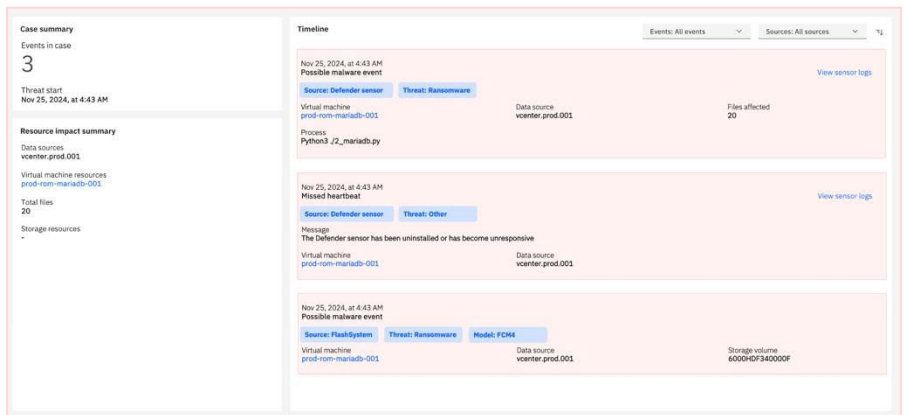 Case summary
Events in case
3
Threat start
Nov 25, 2024, at 4:43 AM
Resource impact summary
Data sources
vcenter.prod.001
Virtual machine resources
prod-rom-mariadb-001
Total files
20
Storage resources
-
Timeline
Events: All events
Sources: All sources
Nov 25, 2024, at 4:43 AM
Possible malware event
View sensor logs
Source: Defender sensor Threat: Ransomware
Virtual machine Data source Files affected
prod-rom-mariadb-001 vcenter.prod.001 20
Process
Python3 ./2_mariadb.py
Nov 25, 2024, at 4:43 AM
Missed heartbeat
View sensor logs
Source: Defender sensor Threat: Other
Message
The Defender sensor has been uninstalled or has become unresponsive
Virtual machine Data source
prod-rom-mariadb-001 vcenter.prod.001
Nov 25, 2024, at 4:43 AM
Possible malware event
Source: FlashSystem Threat: Ransomware Model: FCM4
Virtual machine Data source Storage volume
prod-rom-mariadb-001 vcenter.prod.001 6000HDF340000F